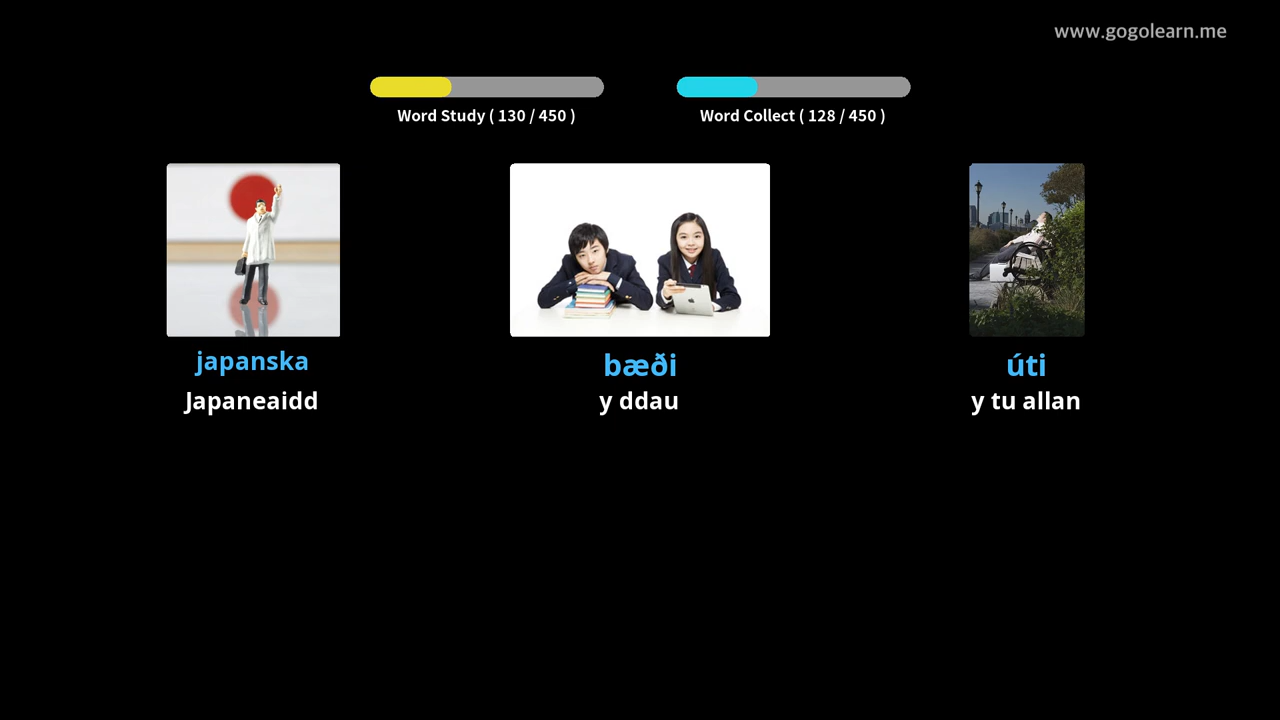 www.gogolearn.me
Word Study ( 130 / 450 )
Word Collect ( 128 / 450 )
japanska
Japaneaidd
bæði
y ddau
úti
y tu allan